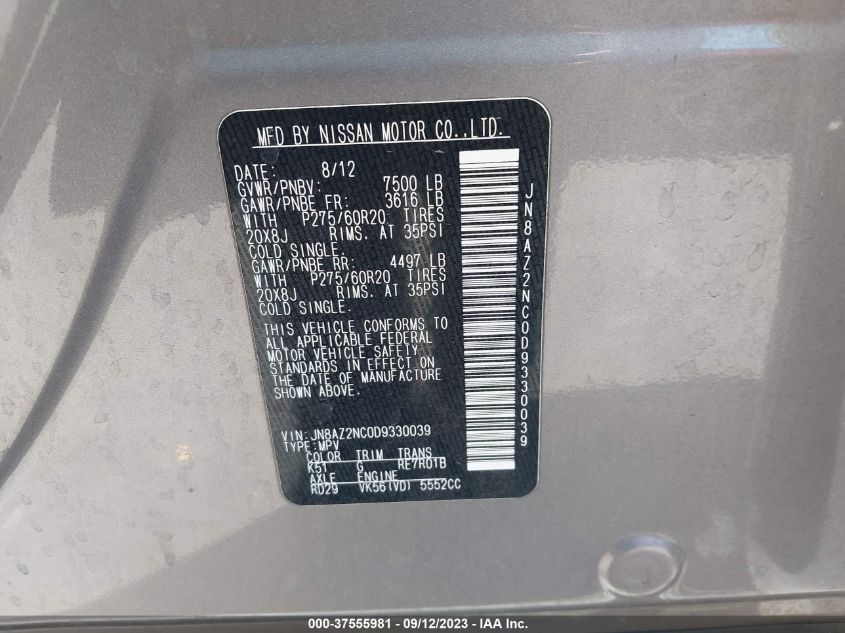 MFD BY NISSAN MOTOR CO.,LTD.
DATE: 8/12
GVWR/PNBV: 7500 LB
GAWR/PNBE FR: 3616 LB
WITH P275/60R20 TIRES
20X8J RIMS. AT 35PSI
COLD SINGLE.
GAWR/PNBE RR: 4497 LB
WITH P275/60R20 TIRES
20X8J RIMS. AT 35PSI
COLD SINGLE.
THIS VEHICLE CONFORMS TO
ALL APPLICABLE FEDERAL
MOTOR VEHICLE SAFETY
STANDARDS IN EFFECT ON
THE DATE OF MANUFACTURE
SHOWN ABOVE.
VIN: JN8AZ2NC0D9330039
TYPE: MPV
COLOR TRIM TRANS
K51 G RE7R01B
AXLE ENGINE
RD29 VK56(VD) 5552CC
JN8AZ2NC0D9330039
000-37555981 - 09/12/2023 - IAA Inc.